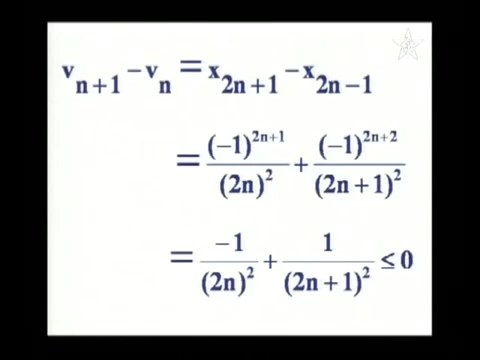 v_{n+1} − v_n = x_{2n+1} − x_{2n−1}
= (−1)^{2n+1}/(2n)^2 + (−1)^{2n+2}/(2n+1)^2
= −1/(2n)^2 + 1/(2n+1)^2 ≤ 0